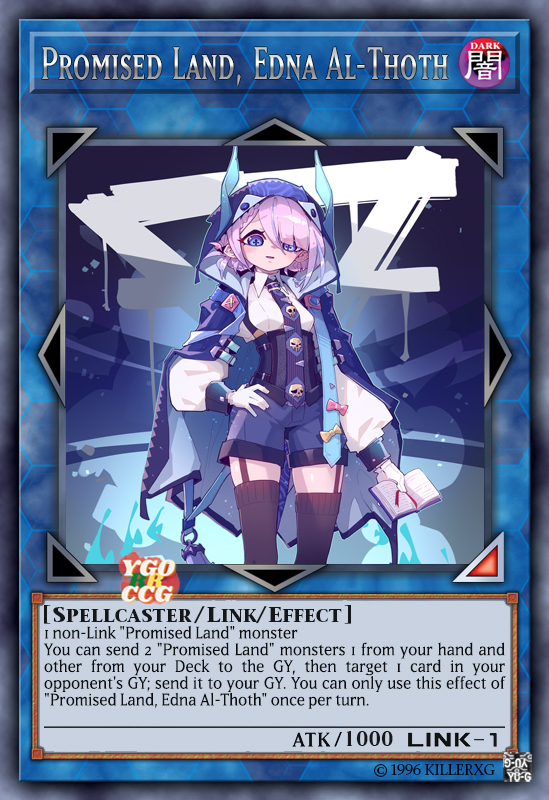 PROMISED LAND, EDNA AL-THOTH
DARK
闇
YGO
RR
CCG
[SPELLCASTER/LINK/EFFECT]
1 non-Link "Promised Land" monster
You can send 2 "Promised Land" monsters 1 from your hand and
other from your Deck to the GY, then target 1 card in your
opponent's GY; send it to your GY. You can only use this effect of
"Promised Land, Edna Al-Thoth" once per turn.
ATK/1000 LINK-1
© 1996 KILLERXG